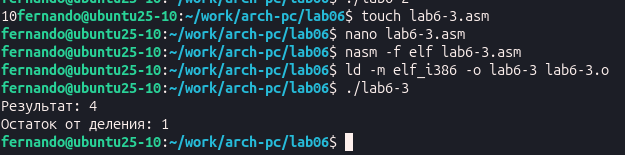 10fernando@ubuntu25-10:~/work/arch-pc/lab06$ touch lab6-3.asm
fernando@ubuntu25-10:~/work/arch-pc/lab06$ nano lab6-3.asm
fernando@ubuntu25-10:~/work/arch-pc/lab06$ nasm -f elf lab6-3.asm
fernando@ubuntu25-10:~/work/arch-pc/lab06$ ld -m elf_i386 -o lab6-3 lab6-3.o
fernando@ubuntu25-10:~/work/arch-pc/lab06$ ./lab6-3
Результат: 4
Остаток от деления: 1
fernando@ubuntu25-10:~/work/arch-pc/lab06$